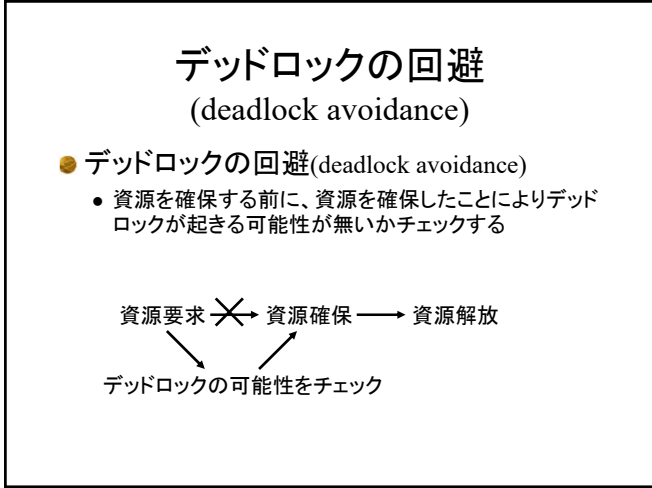 デッドロックの回避
(deadlock avoidance)
デッドロックの回避(deadlock avoidance)
資源を確保する前に、資源を確保したことによりデッド
ロックが起きる可能性が無いかチェックする
資源要求 資源確保 資源解放
デッドロックの可能性をチェック